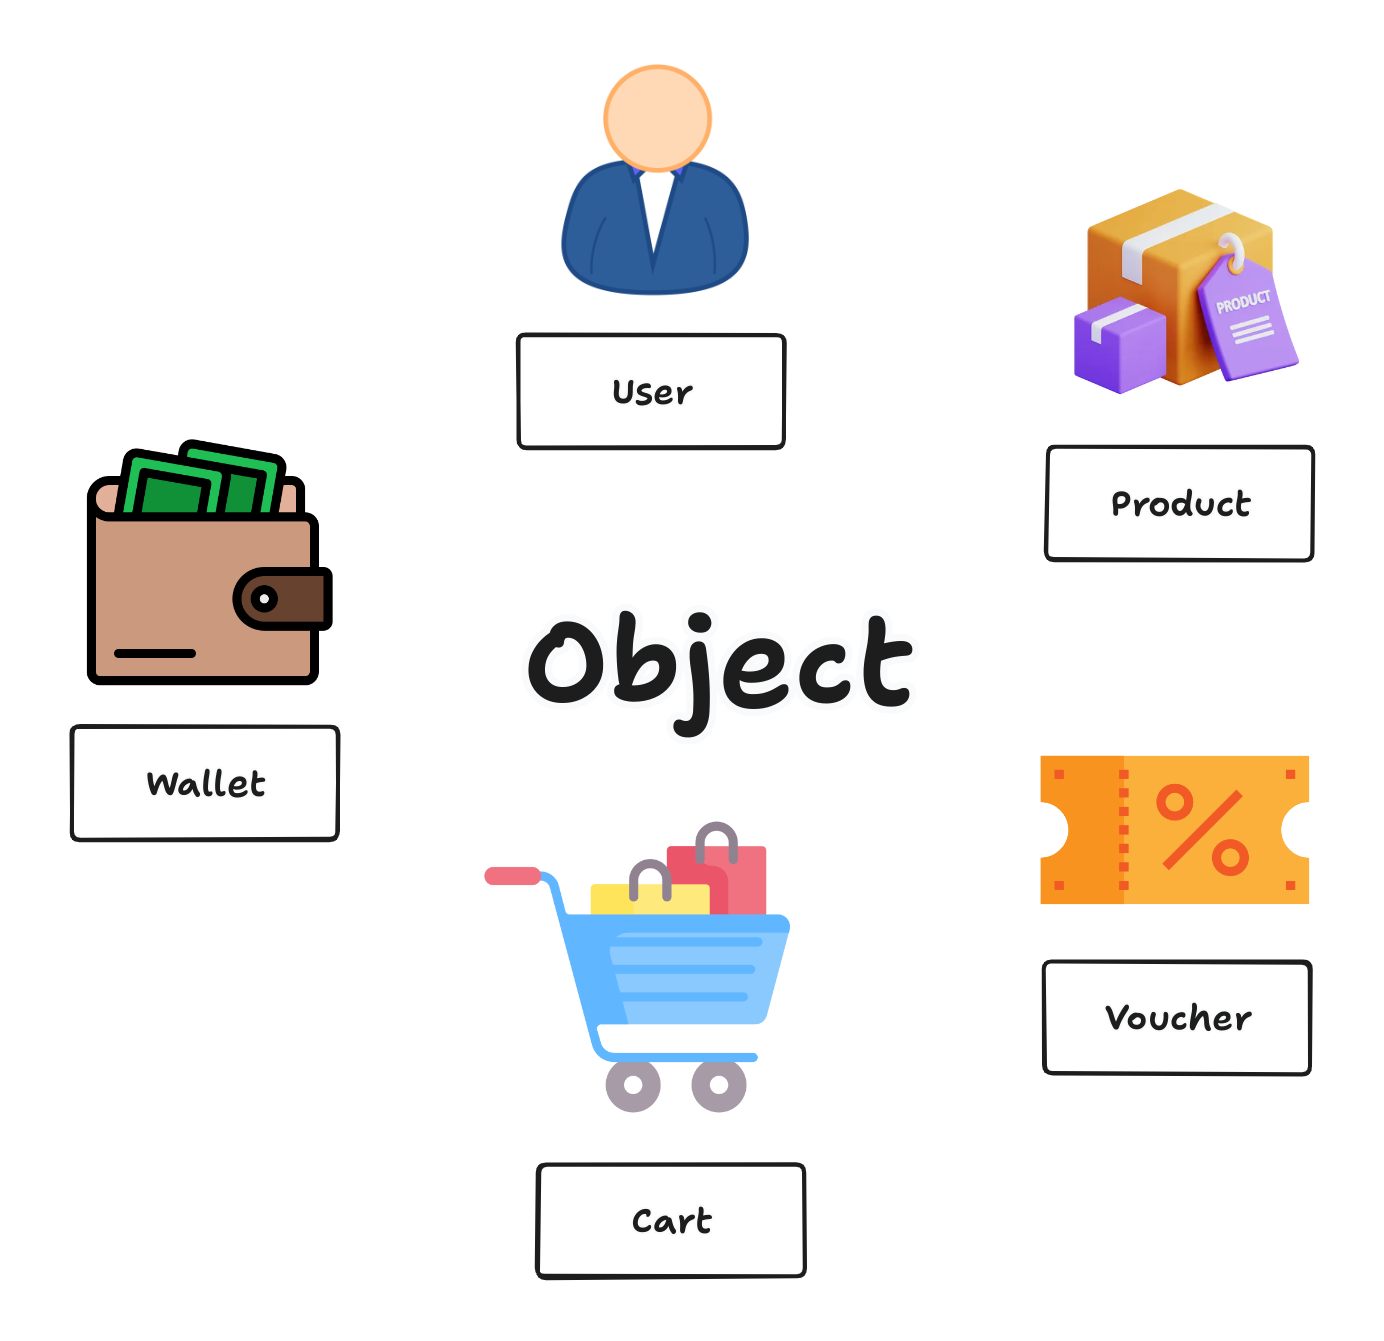 User
PRODUCT
Product
Wallet
Object
Voucher
Cart